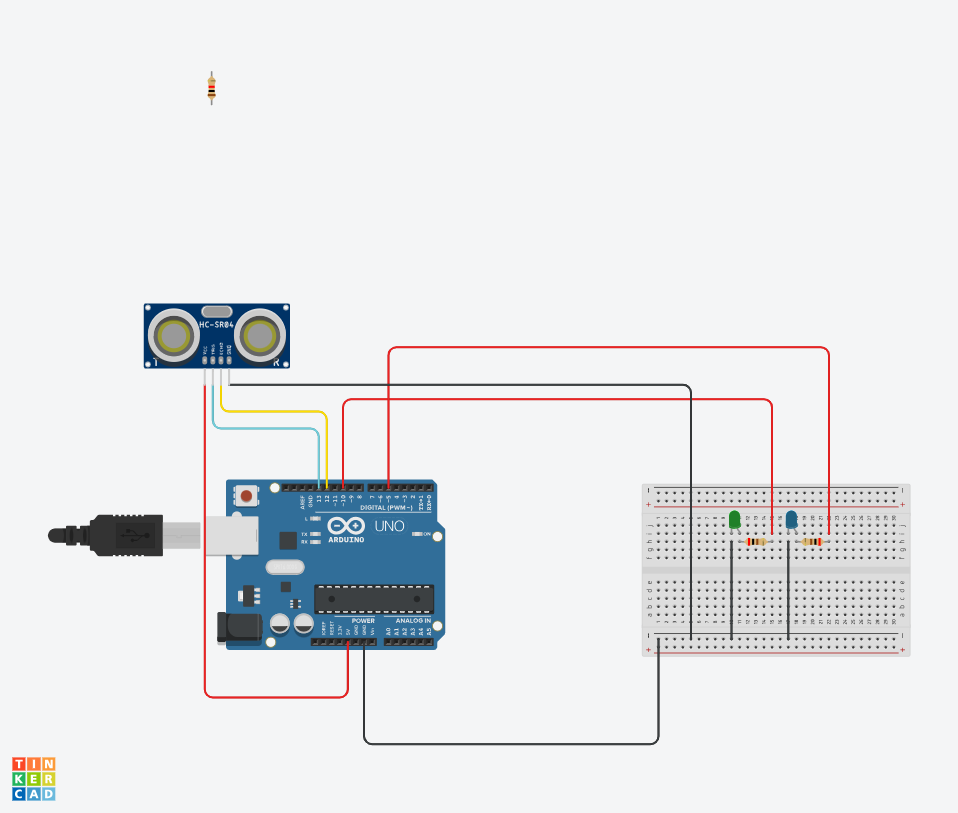 HC-SR04
VCC
TRIG
ECHO
GND
T
R
AREF
GND
13
12
~11
~10
~9
8
7
~6
~5
4
~3
2
TX→1
RX←0
DIGITAL (PWM~)
L
TX
RX
ARDUINO
UNO
ON
POWER
ANALOG IN
IOREF
RESET
3.3V
5V
GND
GND
Vin
A0
A1
A2
A3
A4
A5
j
i
h
g
f
e
d
c
b
a
TIN
KER
CAD